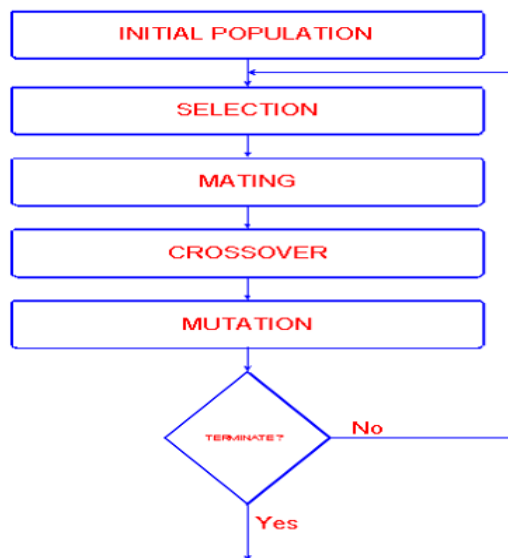 INITIAL POPULATION
SELECTION
MATING
CROSSOVER
MUTATION
TERMINATE?
No
Yes